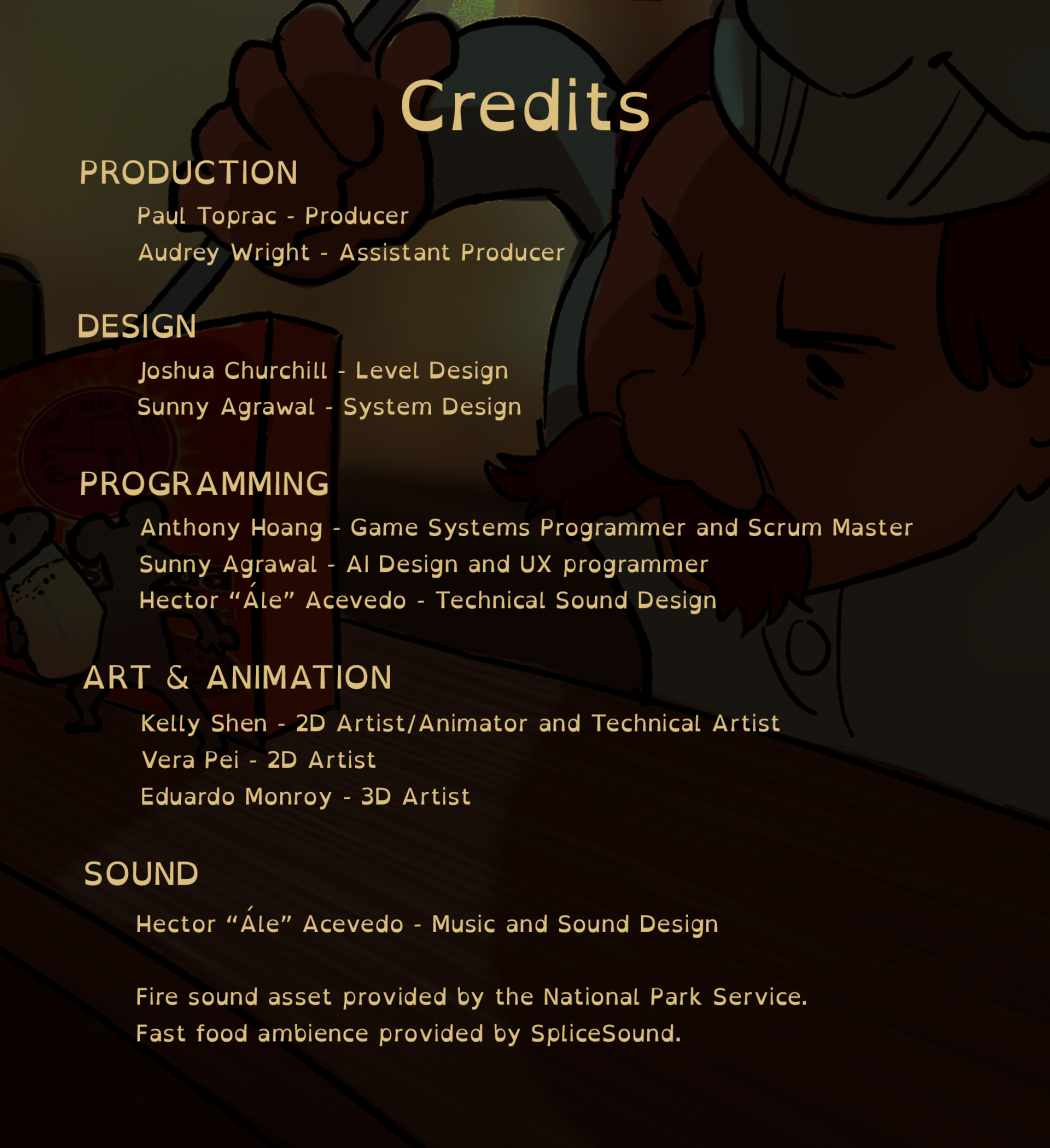 Credits
PRODUCTION
Paul Toprac - Producer
Audrey Wright - Assistant Producer
DESIGN
Joshua Churchill - Level Design
Sunny Agrawal - System Design
PROGRAMMING
Anthony Hoang - Game Systems Programmer and Scrum Master
Sunny Agrawal - AI Design and UX programmer
Hector “Ále” Acevedo - Technical Sound Design
ART & ANIMATION
Kelly Shen - 2D Artist/Animator and Technical Artist
Vera Pei - 2D Artist
Eduardo Monroy - 3D Artist
SOUND
Hector “Ále” Acevedo - Music and Sound Design
Fire sound asset provided by the National Park Service.
Fast food ambience provided by SpliceSound.